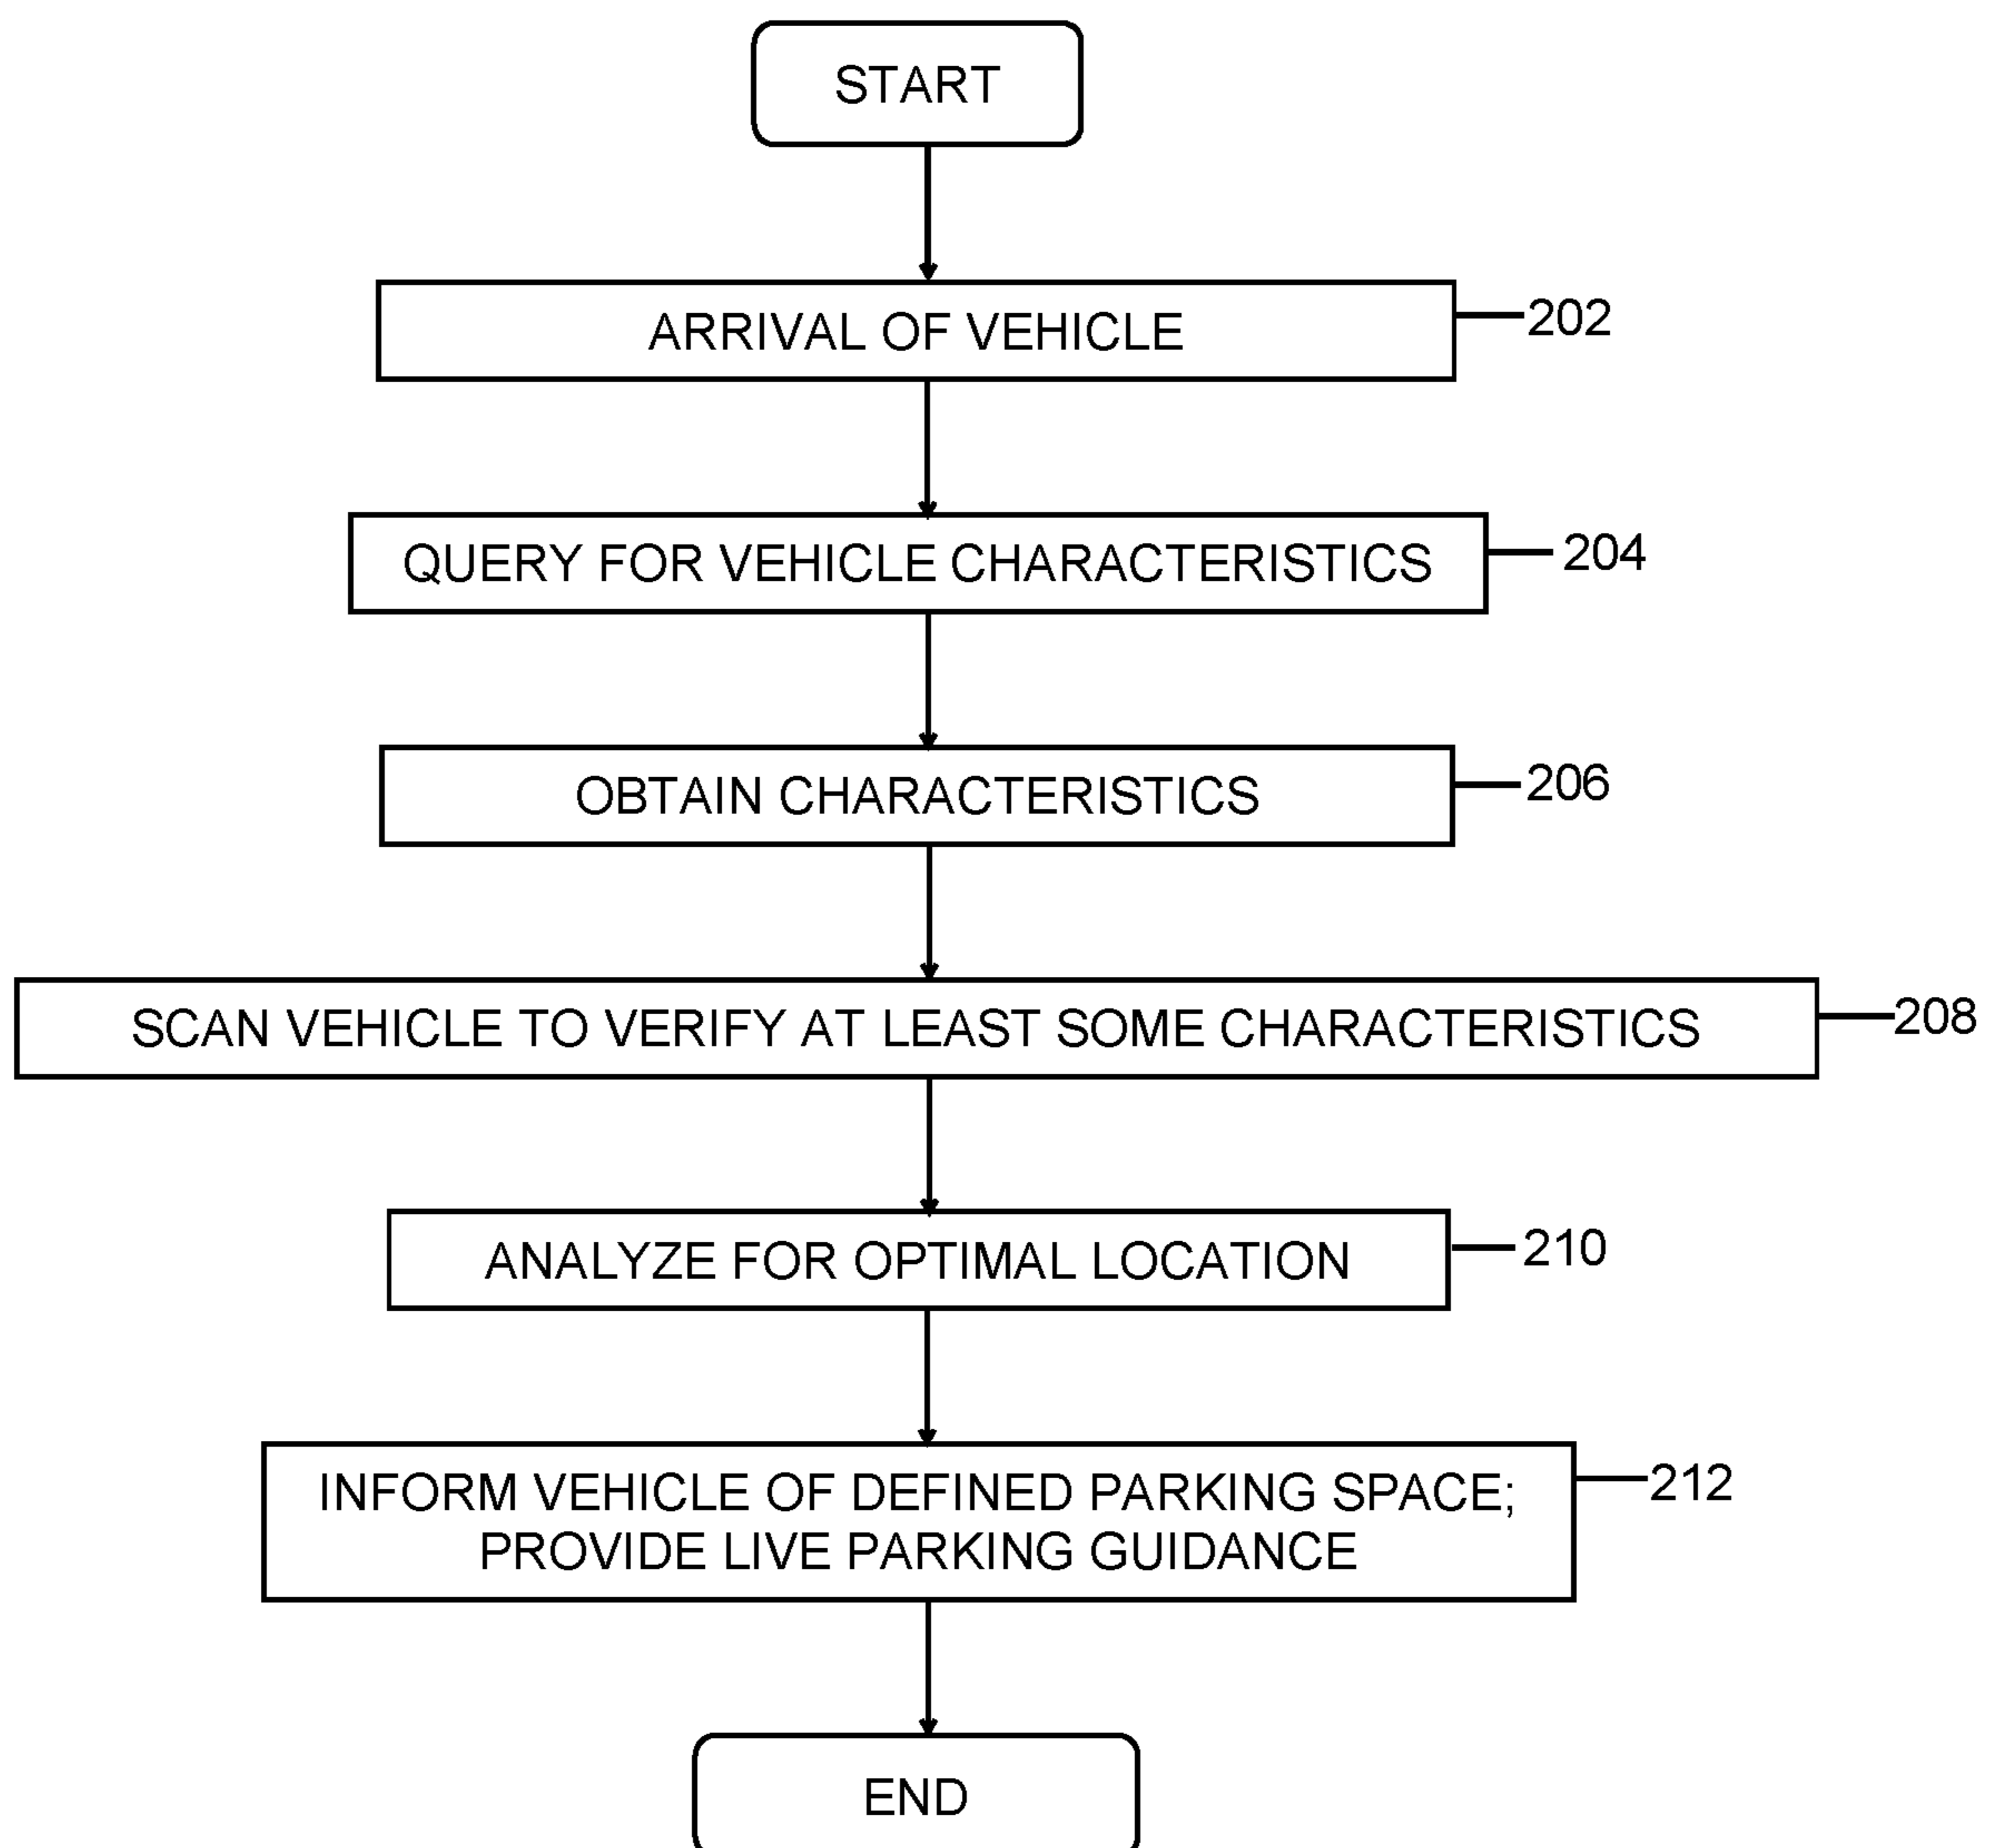 START
ARRIVAL OF VEHICLE
202
QUERY FOR VEHICLE CHARACTERISTICS
204
OBTAIN CHARACTERISTICS
206
SCAN VEHICLE TO VERIFY AT LEAST SOME CHARACTERISTICS
208
ANALYZE FOR OPTIMAL LOCATION
210
INFORM VEHICLE OF DEFINED PARKING SPACE;
PROVIDE LIVE PARKING GUIDANCE
212
END